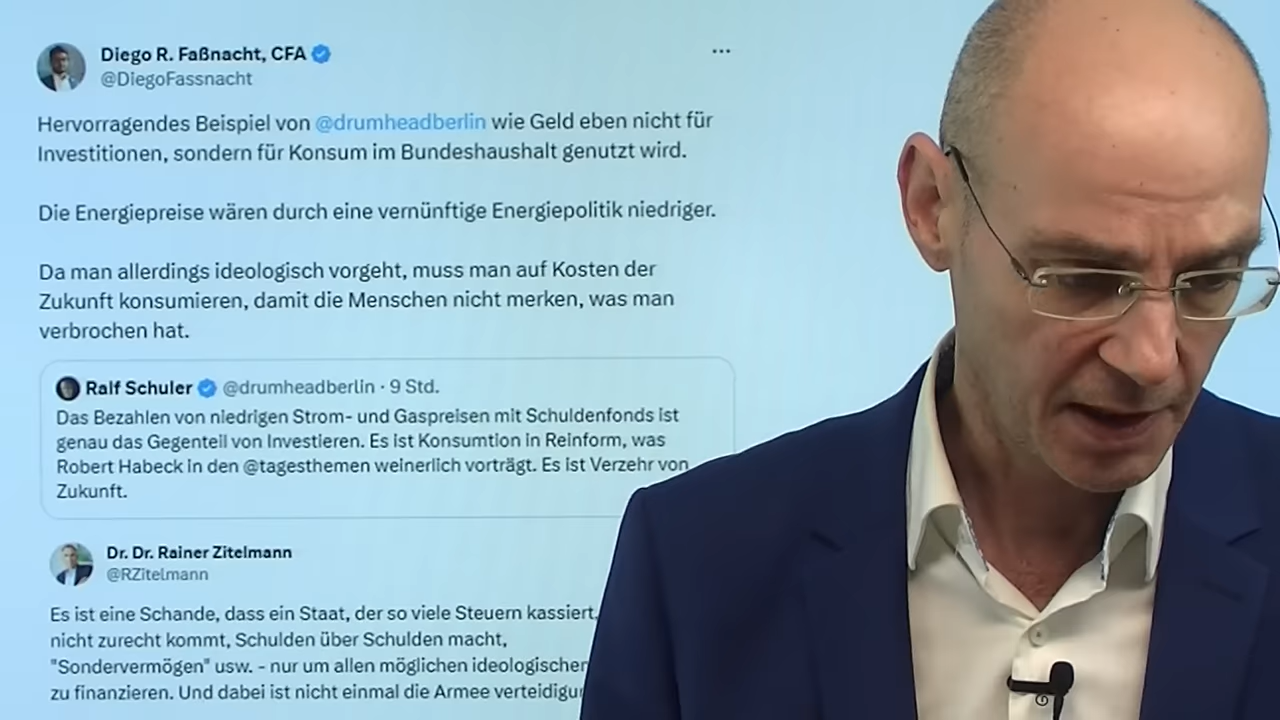 Diego R. Faßnacht, CFA
@DiegoFassnacht
Hervorragendes Beispiel von @drumheadberlin wie Geld eben nicht für
Investitionen, sondern für Konsum im Bundeshaushalt genutzt wird.
Die Energiepreise wären durch eine vernünftige Energiepolitik niedriger.
Da man allerdings ideologisch vorgeht, muss man auf Kosten der
Zukunft konsumieren, damit die Menschen nicht merken, was man
verbrochen hat.
Ralf Schuler @drumheadberlin · 9 Std.
Das Bezahlen von niedrigen Strom- und Gaspreisen mit Schuldenfonds ist
genau das Gegenteil von Investieren. Es ist Konsumtion in Reinform, was
Robert Habeck in den @tagesthemen weinerlich vorträgt. Es ist Verzehr von
Zukunft.
Dr. Dr. Rainer Zitelmann
@RZitelmann
Es ist eine Schande, dass ein Staat, der so viele Steuern kassiert,
nicht zurecht kommt, Schulden über Schulden macht,
"Sondervermögen" usw. - nur um allen möglichen
zu finanzieren. Und dabei ist nicht einmal die Armee